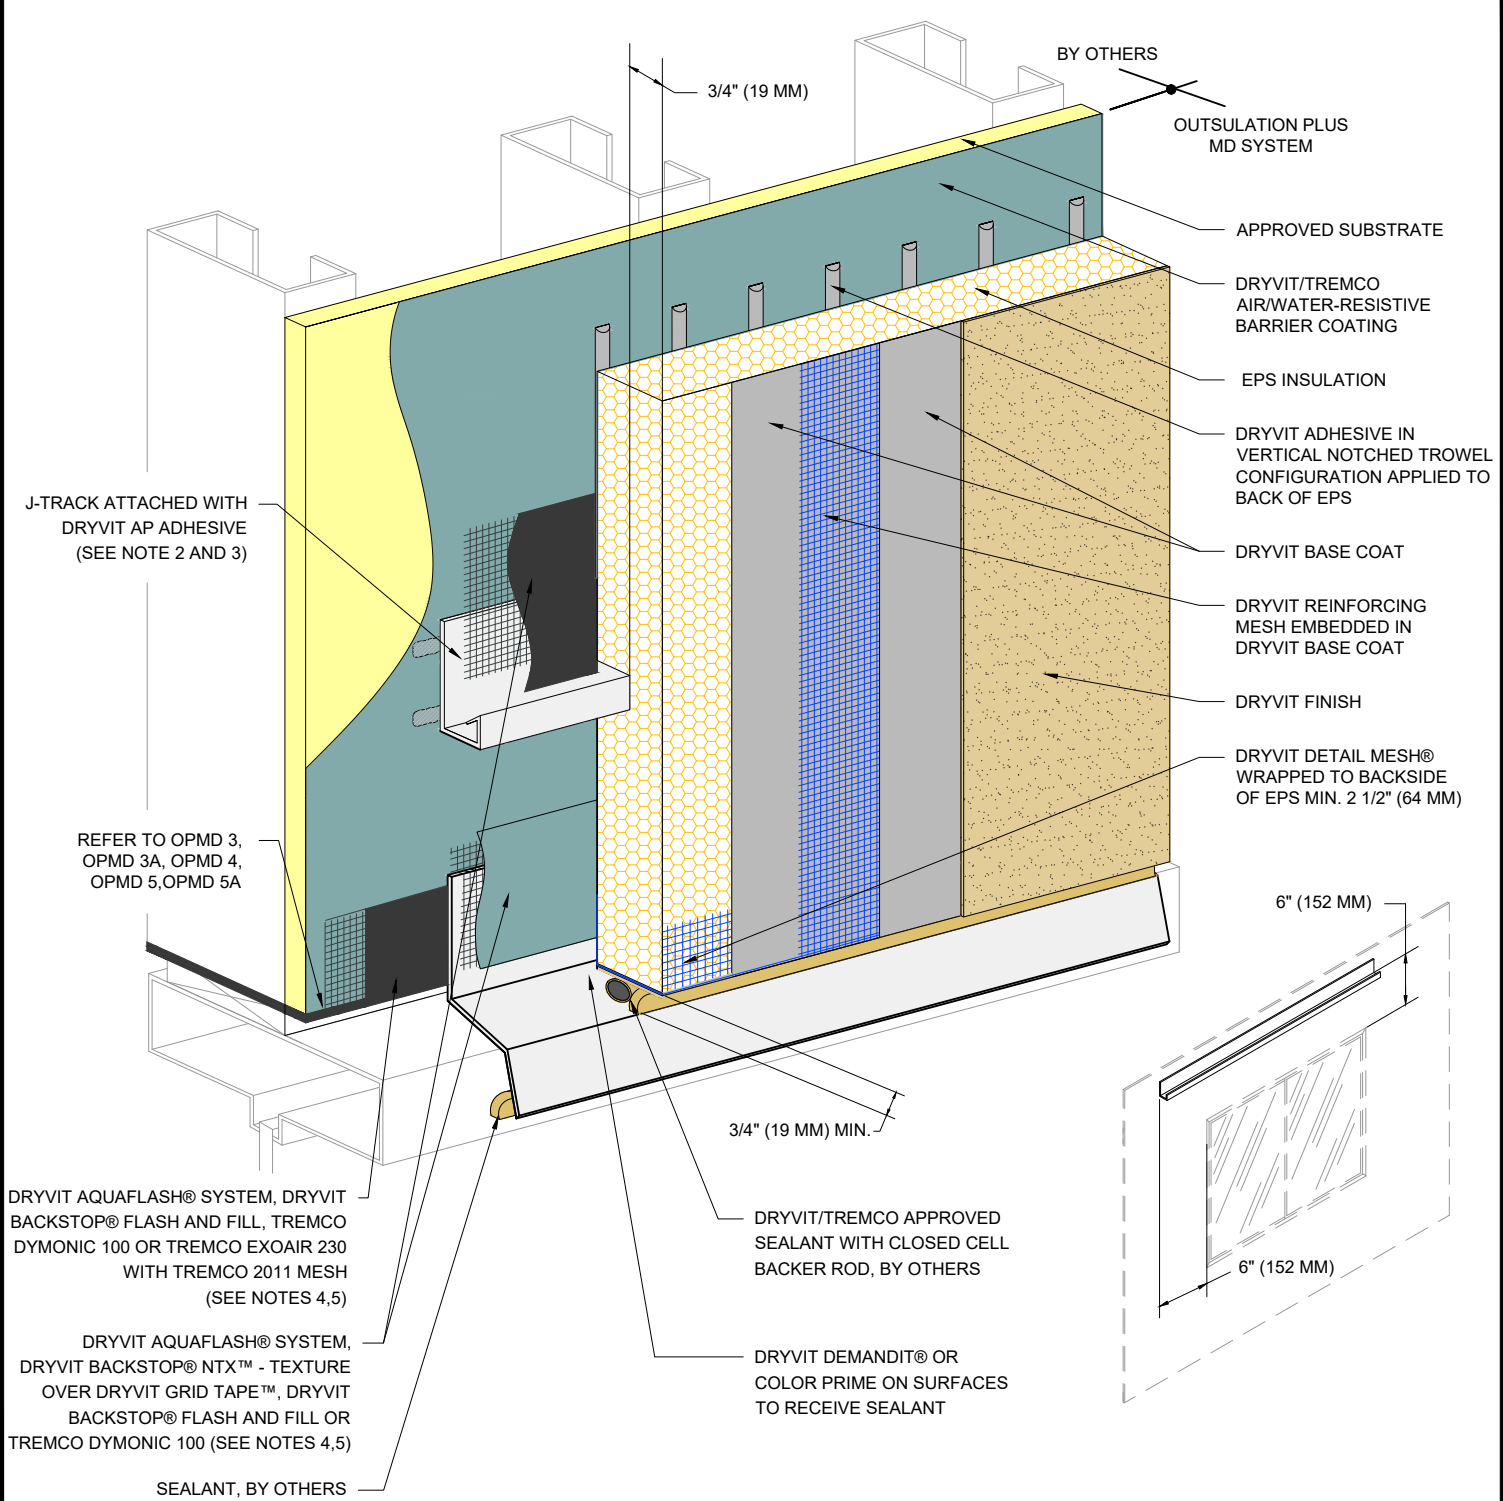 BY OTHERS
3/4" (19 MM)
OUTSULATION PLUS
MD SYSTEM
APPROVED SUBSTRATE
DRYVIT/TREMCO
AIR/WATER-RESISTIVE
BARRIER COATING
EPS INSULATION
DRYVIT ADHESIVE IN
VERTICAL NOTCHED TROWEL
CONFIGURATION APPLIED TO
BACK OF EPS
DRYVIT BASE COAT
DRYVIT REINFORCING
MESH EMBEDDED IN
DRYVIT BASE COAT
DRYVIT FINISH
DRYVIT DETAIL MESH®
WRAPPED TO BACKSIDE
OF EPS MIN. 2 1/2" (64 MM)
J-TRACK ATTACHED WITH
DRYVIT AP ADHESIVE
(SEE NOTE 2 AND 3)
REFER TO OPMD 3,
OPMD 3A, OPMD 4,
OPMD 5,OPMD 5A
6" (152 MM)
3/4" (19 MM) MIN.
6" (152 MM)
DRYVIT AQUAFLASH® SYSTEM, DRYVIT
BACKSTOP® FLASH AND FILL, TREMCO
DYMONIC 100 OR TREMCO EXOAIR 230
WITH TREMCO 2011 MESH
(SEE NOTES 4,5)
DRYVIT AQUAFLASH® SYSTEM,
DRYVIT BACKSTOP® NTX™ - TEXTURE
OVER DRYVIT GRID TAPE™, DRYVIT
BACKSTOP® FLASH AND FILL OR
TREMCO DYMONIC 100 (SEE NOTES 4,5)
SEALANT, BY OTHERS
DRYVIT/TREMCO APPROVED
SEALANT WITH CLOSED CELL
BACKER ROD, BY OTHERS
DRYVIT DEMANDIT® OR
COLOR PRIME ON SURFACES
TO RECEIVE SEALANT